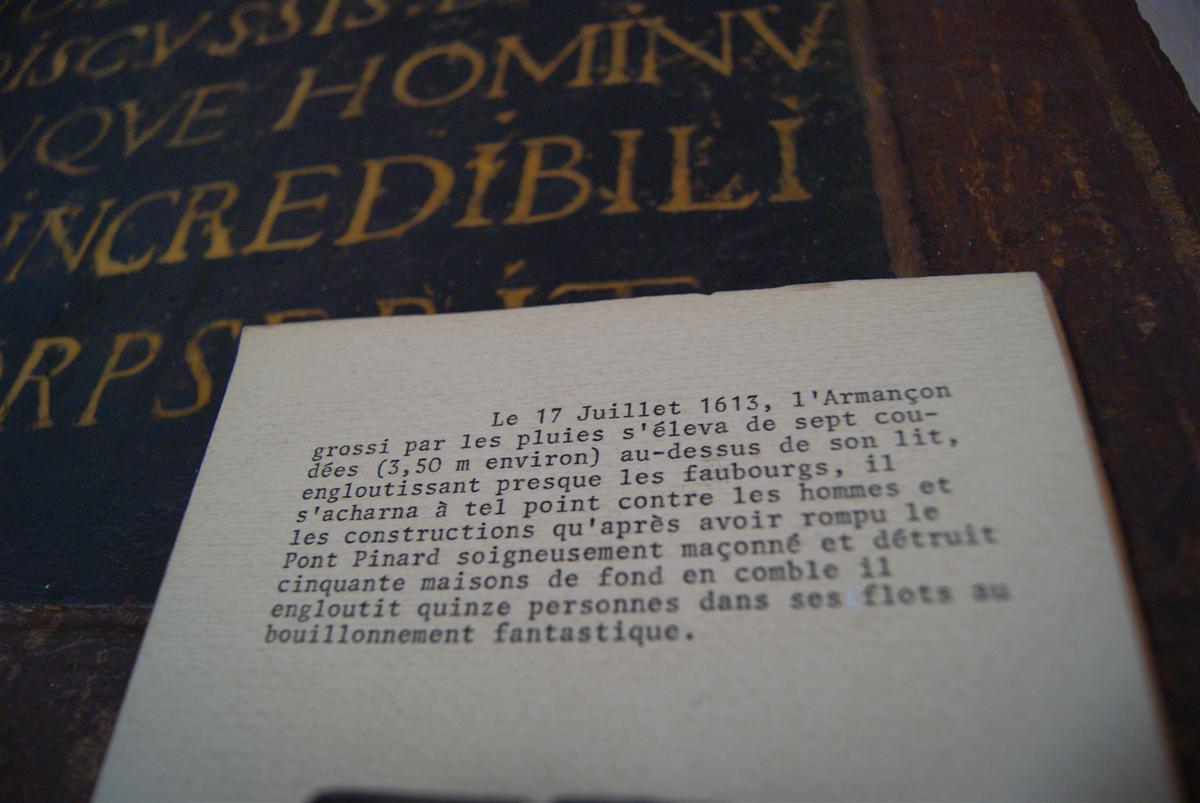 DISCVSSIS
QVE HOMINV
INCREDIBILI
Le 17 Juillet 1613, l'Armançon
grossi par les pluies s'éleva de sept cou-
dées (3,50 m environ) au-dessus de son lit,
engloutissant presque les faubourgs, il
s'acharna à tel point contre les hommes et
les constructions qu'après avoir rompu le
Pont Pinard soigneusement maçonné et détruit
cinquante maisons de fond en comble il
engloutit quinze personnes dans ses flots au
bouillonnement fantastique.